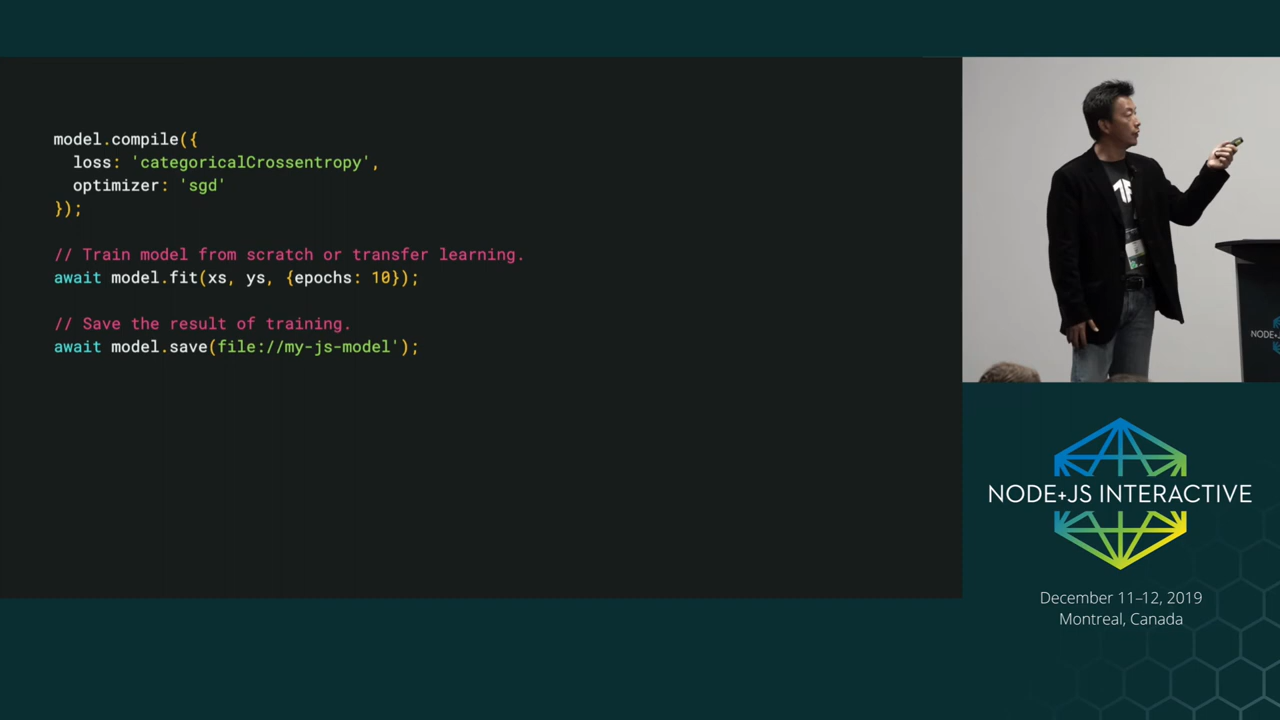 model.compile({
loss: 'categoricalCrossentropy',
optimizer: 'sgd'
});
// Train model from scratch or transfer learning.
await model.fit(xs, ys, {epochs: 10});
// Save the result of training.
await model.save(file://my-js-model');
NODE+JS INTERACTIVE
December 11–12, 2019
Montreal, Canada